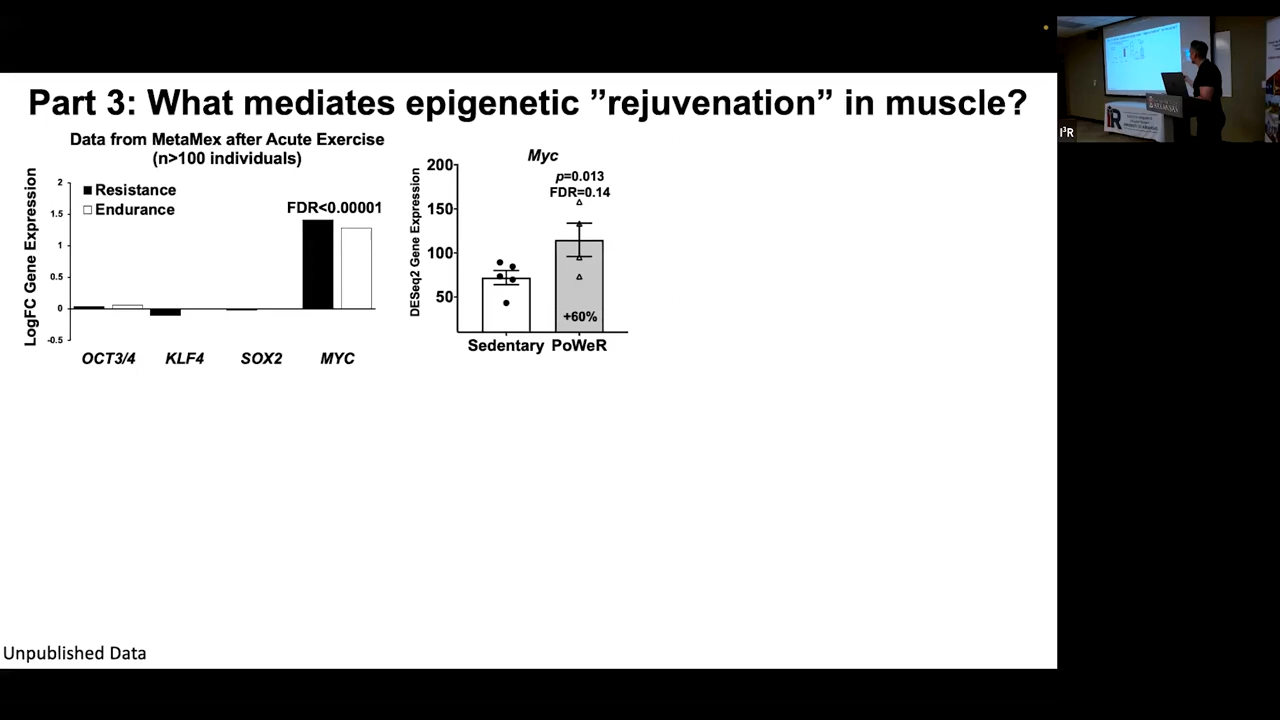 Part 3: What mediates epigenetic ”rejuvenation” in muscle?
Data from MetaMex after Acute Exercise
(n>100 individuals)
LogFC Gene Expression
2
1.5
1
0.5
0
-0.5
Resistance
Endurance
FDR<0.00001
OCT3/4 KLF4 SOX2 MYC
Myc
DESeq2 Gene Expression
200
150
100
50
p=0.013
FDR=0.14
+60%
Sedentary PoWeR
Unpublished Data
I³R
ARKANSAS